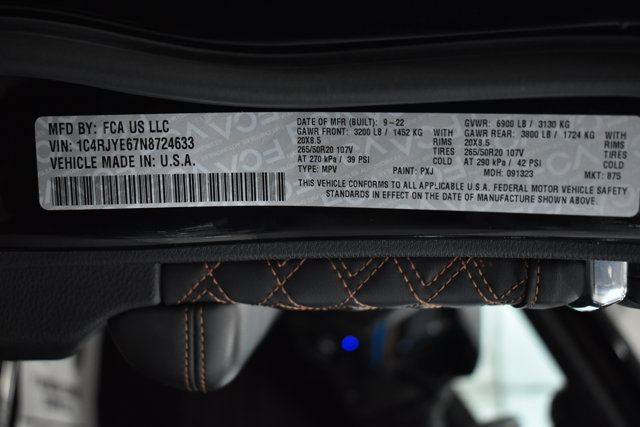 MFD BY: FCA US LLC
VIN: 1C4RJYE67N8724633
VEHICLE MADE IN U.S.A.
DATE OF MFR (BUILT): 9-22 GVWR: 6900 LB / 3130 KG
GAWR FRONT: 3200 LB / 1452 KG WITH GAWR REAR: 3800 LB / 1724 KG WITH
20X8.5 RIMS 20X8.5 RIMS
265/50R20 107V TIRES 265/50R20 107V TIRES
AT 270 kPa / 39 PSI COLD AT 290 kPa / 42 PSI COLD
TYPE: MPV PAINT: PXJ MDH: 091323 MKT: 875
THIS VEHICLE CONFORMS TO ALL APPLICABLE U.S.A. FEDERAL MOTOR VEHICLE SAFETY
STANDARDS IN EFFECT ON THE DATE OF MANUFACTURE SHOWN ABOVE